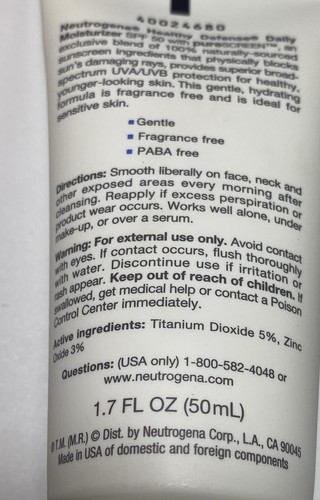 40024680
Neutrogena® Healthy Defense® Daily
Moisturizer SPF 50 with purescreen™, an
exclusive blend of 100% naturally-sourced
sunscreen ingredients that physically blocks
sun's damaging rays, provides superior broad-
spectrum UVA/UVB protection for healthy,
younger-looking skin. This gentle, hydrating
formula is fragrance free and is ideal for
sensitive skin.
▪ Gentle
▪ Fragrance free
▪ PABA free
Directions: Smooth liberally on face, neck and
other exposed areas every morning after
cleansing. Reapply if excess perspiration or
product wear occurs. Works well alone, under
make-up, or over a serum.
Warning: For external use only. Avoid contact
with eyes. If contact occurs, flush thoroughly
with water. Discontinue use if irritation or
rash appear. Keep out of reach of children. If
swallowed, get medical help or contact a Poison
Control Center immediately.
Active ingredients: Titanium Dioxide 5%, Zinc
Oxide 3%
Questions: (USA only) 1-800-582-4048 or
www.neutrogena.com
1.7 FL OZ (50mL)
®T.M. (M.R.) © Dist. by Neutrogena Corp., L.A., CA 90045
Made in USA of domestic and foreign components